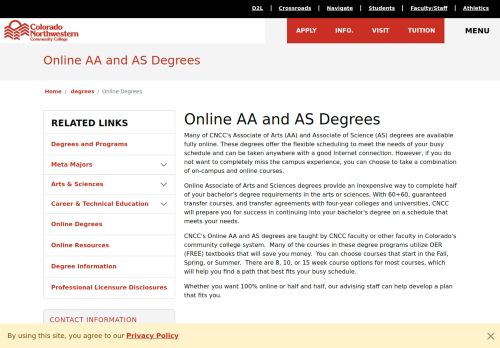 D2L | Crossroads | Navigate | Students | Faculty/Staff | Athletics
Colorado
Northwestern
Community College
APPLY INFO. VISIT TUITION MENU
Online AA and AS Degrees
Home / degrees / Online Degrees
RELATED LINKS
Degrees and Programs
Meta Majors
Arts & Sciences
Career & Technical Education
Online Degrees
Online Resources
Degree Information
Professional Licensure Disclosures
CONTACT INFORMATION
Online AA and AS Degrees
Many of CNCC's Associate of Arts (AA) and Associate of Science (AS) degrees are available
fully online. These degrees offer the flexible scheduling to meet the needs of your busy
schedule and can be taken anywhere with a good Internet connection. However, if you do
not want to completely miss the campus experience, you can choose to take a combination
of on-campus and online courses.
Online Associate of Arts and Sciences degrees provide an inexpensive way to complete half
of your bachelor's degree requirements in the arts or sciences. With 60+60, guaranteed
transfer courses, and transfer agreements with four-year colleges and universities, CNCC
will prepare you for success in continuing into your bachelor's degree on a schedule that
meets your needs.
CNCC's Online AA and AS degrees are taught by CNCC faculty or other faculty in Colorado's
community college system. Many of the courses in these degree programs utilize OER
(FREE) textbooks that will save you money. You can choose courses that start in the Fall,
Spring, or Summer. There are 8, 10, or 15 week course options for most courses, which
will help you find a path that best fits your busy schedule.
Whether you want 100% online or half and half, our advising staff can help develop a plan
that fits you.
By using this site, you agree to our Privacy Policy
×